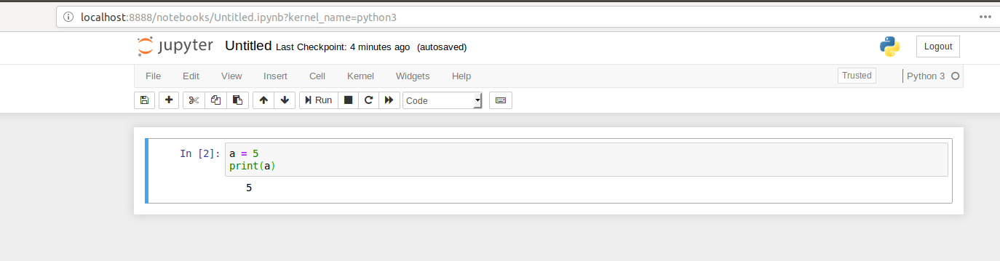 localhost:8888/notebooks/Untitled.ipynb?kernel_name=python3
jupyter Untitled Last Checkpoint: 4 minutes ago (autosaved) Logout
File Edit View Insert Cell Kernel Widgets Help Trusted Python 3
Run Code
In [2]: a = 5
print(a)
5